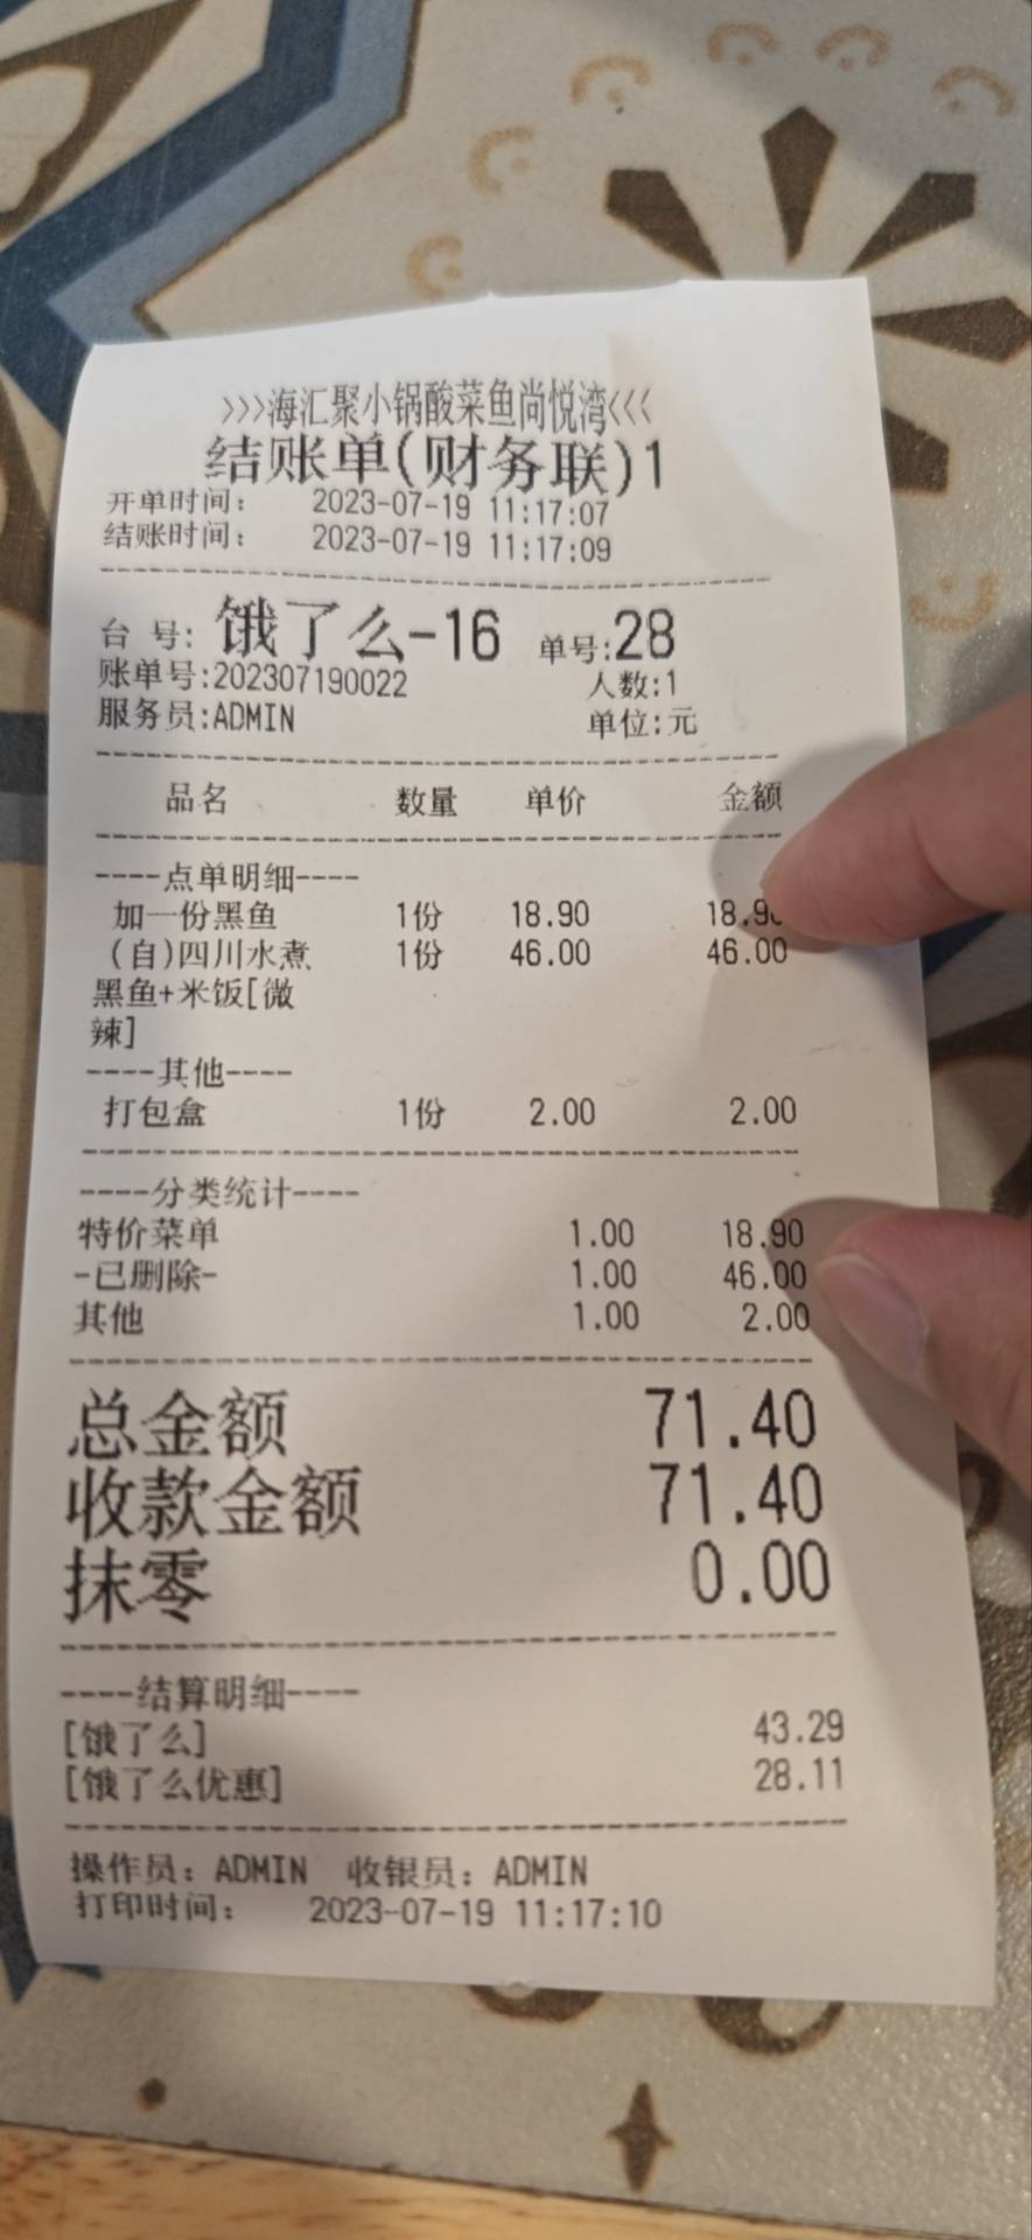 >>>海汇聚小锅酸菜鱼尚悦湾<<<
结账单(财务联)1
开单时间： 2023-07-19 11:17:07
结账时间： 2023-07-19 11:17:09
台 号: 饿了么-16 单号:28
账单号:202307190022 人数:1
服务员:ADMIN 单位:元
品名 数量 单价 金额
----点单明细----
加一份黑鱼 1份 18.90 18.90
(自)四川水煮 1份 46.00 46.00
黑鱼+米饭[微
辣]
----其他----
打包盒 1份 2.00 2.00
----分类统计----
特价菜单 1.00 18.90
-已删除- 1.00 46.00
其他 1.00 2.00
总金额 71.40
收款金额 71.40
抹零 0.00
----结算明细----
[饿了么] 43.29
[饿了么优惠] 28.11
操作员：ADMIN 收银员：ADMIN
打印时间： 2023-07-19 11:17:10